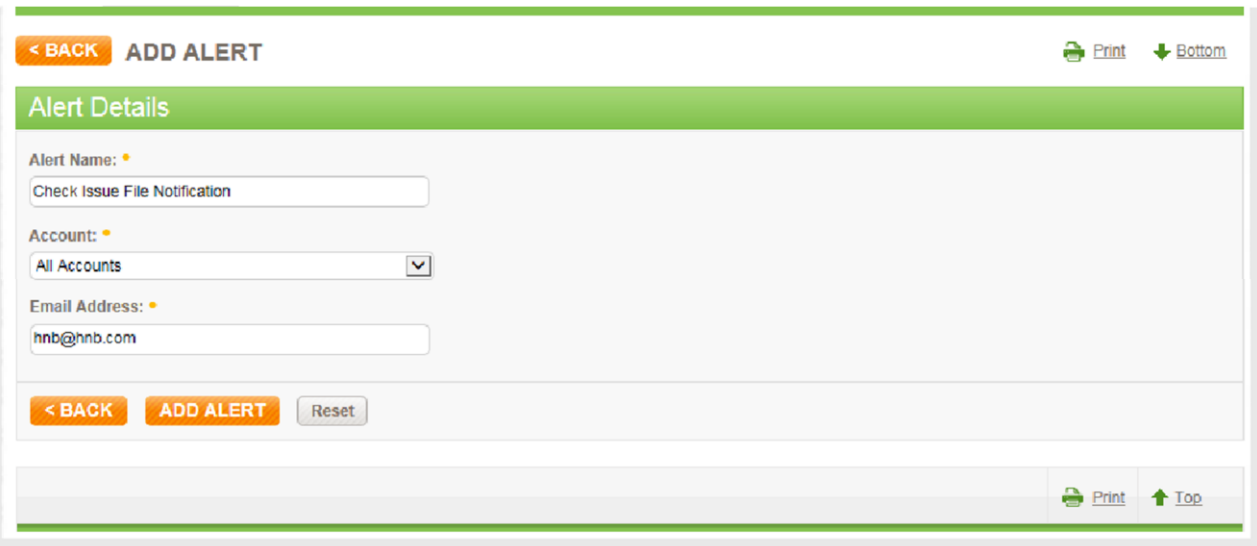 < BACK ADD ALERT Print Bottom
Alert Details
Alert Name:
Check Issue File Notification
Account:
All Accounts
Email Address:
hnb@hnb.com
< BACK ADD ALERT Reset
Print Top